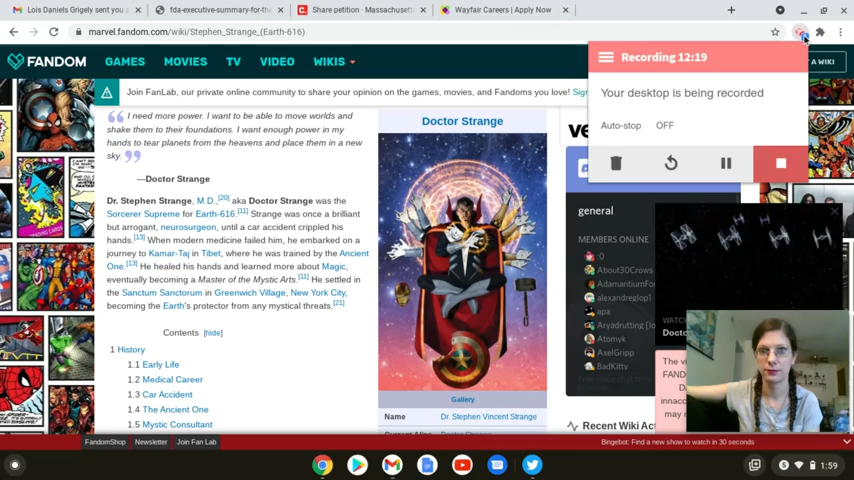 Lois Daniels Grigely sent you a
fda-executive-summary-for-the
Share petition · Massachusett
Wayfair Careers | Apply Now
marvel.fandom.com/wiki/Stephen_Strange_(Earth-616)
FANDOM
GAMES
MOVIES
TV
VIDEO
WIKIS
A WIKI
Recording 12:19
Your desktop is being recorded
Auto-stop OFF
Join FanLab, our private online community to share your opinion on the games, movies, and Fandoms you love! Sign
I need more power. I want to be able to move worlds and
shake them to their foundations. I want enough power in my
hands to tear planets from the heavens and place them in a new
sky.
—Doctor Strange
Dr. Stephen Strange, M.D.,[20] aka Doctor Strange was the
Sorcerer Supreme for Earth-616.[11] Strange was once a brilliant
but arrogant, neurosurgeon, until a car accident crippled his
hands.[13] When modern medicine failed him, he embarked on a
journey to Kamar-Taj in Tibet, where he was trained by the Ancient
One.[13] He healed his hands and learned more about Magic,
eventually becoming a Master of the Mystic Arts.[11] He settled in
the Sanctum Sanctorum in Greenwich Village, New York City,
becoming the Earth's protector from any mystical threats.[21]
Contents [hide]
1 History
1.1 Early Life
1.2 Medical Career
1.3 Car Accident
1.4 The Ancient One
1.5 Mystic Consultant
Doctor Strange
Gallery
Name Dr. Stephen Vincent Strange
ve
general
MEMBERS ONLINE
:0
About30Crows
AdamantiumFor
alexandreglop1
apa
Aryadrutting [lo
Atomyk
AxelGripp
BadKitty
WATC
Docto
The vi
FAND
innacc
may r
Recent Wiki Act
FandomShop
Newsletter
Join Fan Lab
Bingebot: Find a new show to watch in 30 seconds
1:59